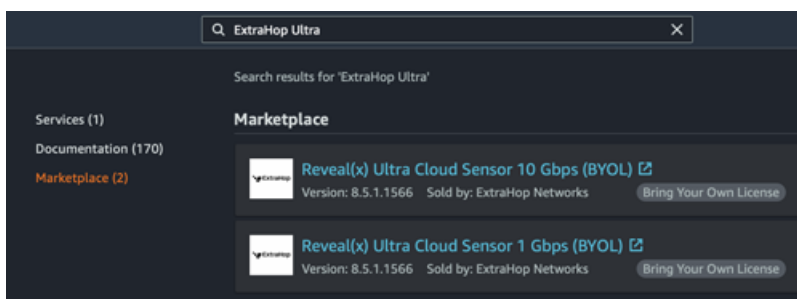 ExtraHop Ultra
Search results for 'ExtraHop Ultra'
Services (1)
Documentation (170)
Marketplace (2)
Marketplace
ExtraHop
Reveal(x) Ultra Cloud Sensor 10 Gbps (BYOL)
Version: 8.5.1.1566 Sold by: ExtraHop Networks Bring Your Own License
ExtraHop
Reveal(x) Ultra Cloud Sensor 1 Gbps (BYOL)
Version: 8.5.1.1566 Sold by: ExtraHop Networks Bring Your Own License